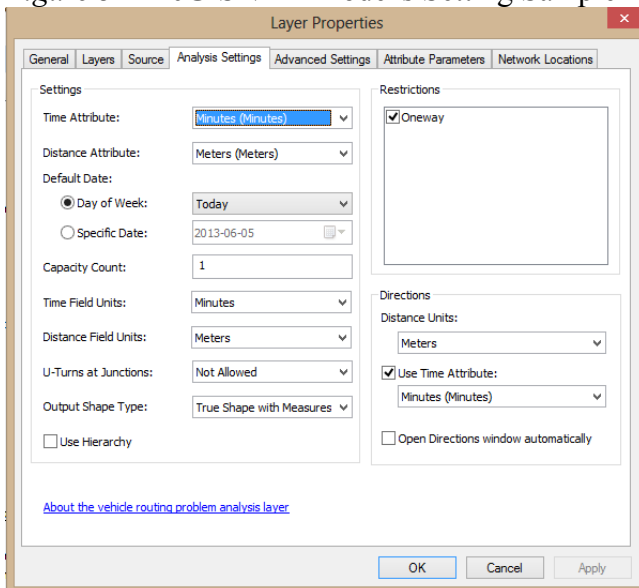 Layer Properties
General Layers Source Analysis Settings Advanced Settings Attribute Parameters Network Locations
Settings
Time Attribute: Minutes (Minutes)
Distance Attribute: Meters (Meters)
Default Date:
Day of Week: Today
Specific Date: 2013-06-05
Capacity Count: 1
Time Field Units: Minutes
Distance Field Units: Meters
U-Turns at Junctions: Not Allowed
Output Shape Type: True Shape with Measures
Use Hierarchy
Restrictions
Oneway
Directions
Distance Units:
Meters
Use Time Attribute:
Minutes (Minutes)
Open Directions window automatically
About the vehicle routing problem analysis layer
OK Cancel Apply